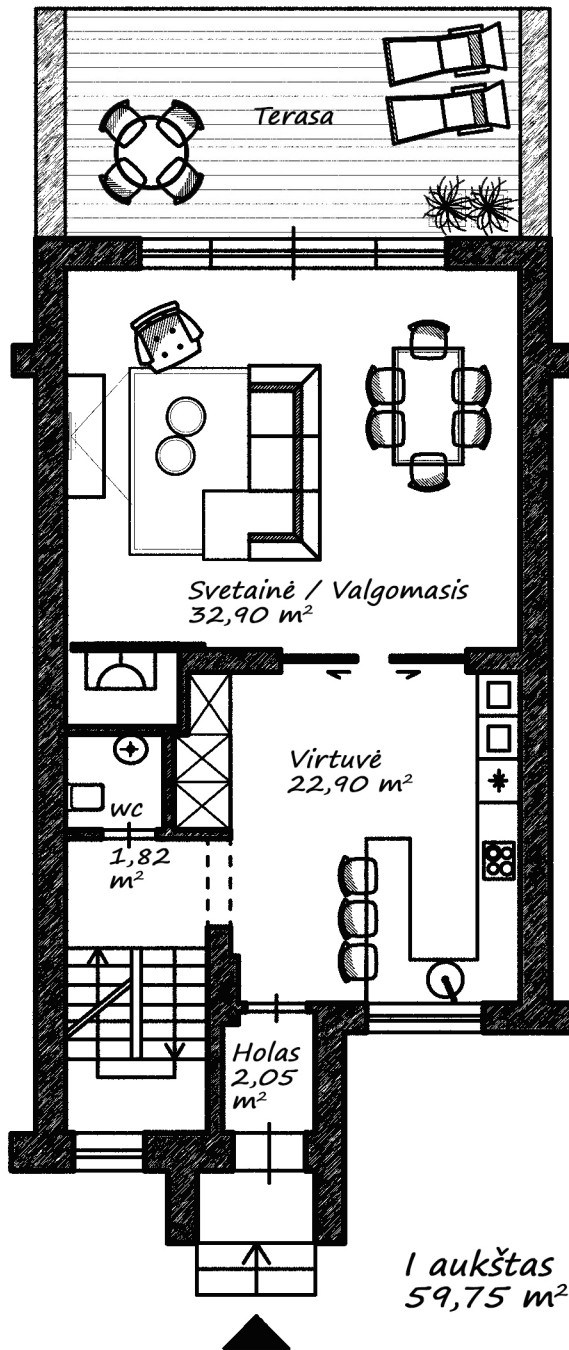 Terasa
Svetainė / Valgomasis
32,90 m²
Virtuvė
22,90 m²
wc
1,82
m²
Holas
2,05
m²
I aukštas
59,75 m²